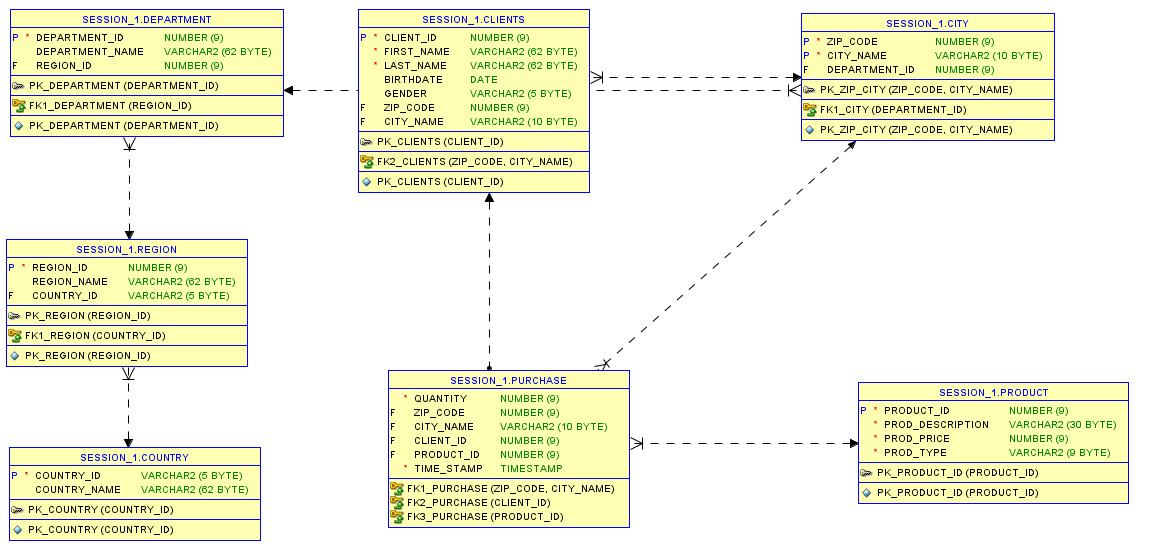 SESSION_1.DEPARTMENT
P * DEPARTMENT_ID NUMBER (9)
DEPARTMENT_NAME VARCHAR2 (62 BYTE)
F REGION_ID NUMBER (9)
PK_DEPARTMENT (DEPARTMENT_ID)
FK1_DEPARTMENT (REGION_ID)
PK_DEPARTMENT (DEPARTMENT_ID)
SESSION_1.CLIENTS
P * CLIENT_ID NUMBER (9)
* FIRST_NAME VARCHAR2 (62 BYTE)
* LAST_NAME VARCHAR2 (62 BYTE)
BIRTHDATE DATE
GENDER VARCHAR2 (5 BYTE)
F ZIP_CODE NUMBER (9)
F CITY_NAME VARCHAR2 (10 BYTE)
PK_CLIENTS (CLIENT_ID)
FK2_CLIENTS (ZIP_CODE, CITY_NAME)
PK_CLIENTS (CLIENT_ID)
SESSION_1.CITY
P * ZIP_CODE NUMBER (9)
P * CITY_NAME VARCHAR2 (10 BYTE)
F DEPARTMENT_ID NUMBER (9)
PK_ZIP_CITY (ZIP_CODE, CITY_NAME)
FK1_CITY (DEPARTMENT_ID)
PK_ZIP_CITY (ZIP_CODE, CITY_NAME)
SESSION_1.REGION
P * REGION_ID NUMBER (9)
REGION_NAME VARCHAR2 (62 BYTE)
F COUNTRY_ID VARCHAR2 (5 BYTE)
PK_REGION (REGION_ID)
FK1_REGION (COUNTRY_ID)
PK_REGION (REGION_ID)
SESSION_1.COUNTRY
P * COUNTRY_ID VARCHAR2 (5 BYTE)
COUNTRY_NAME VARCHAR2 (62 BYTE)
PK_COUNTRY (COUNTRY_ID)
PK_COUNTRY (COUNTRY_ID)
SESSION_1.PURCHASE
* QUANTITY NUMBER (9)
F ZIP_CODE NUMBER (9)
F CITY_NAME VARCHAR2 (10 BYTE)
F CLIENT_ID NUMBER (9)
F PRODUCT_ID NUMBER (9)
* TIME_STAMP TIMESTAMP
FK1_PURCHASE (ZIP_CODE, CITY_NAME)
FK2_PURCHASE (CLIENT_ID)
FK3_PURCHASE (PRODUCT_ID)
SESSION_1.PRODUCT
P * PRODUCT_ID NUMBER (9)
* PROD_DESCRIPTION VARCHAR2 (30 BYTE)
* PROD_PRICE NUMBER (9)
* PROD_TYPE VARCHAR2 (9 BYTE)
PK_PRODUCT_ID (PRODUCT_ID)
PK_PRODUCT_ID (PRODUCT_ID)